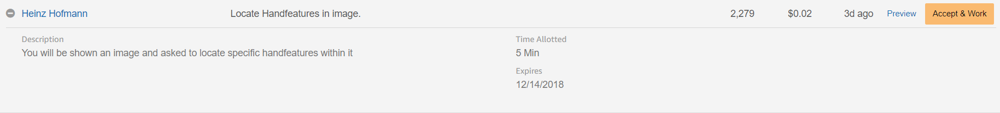 Heinz Hofmann Locate Handfeatures in image. 2,279 $0.02 3d ago Preview Accept & Work
Description Time Allotted
You will be shown an image and asked to locate specific handfeatures within it 5 Min
Expires
12/14/2018